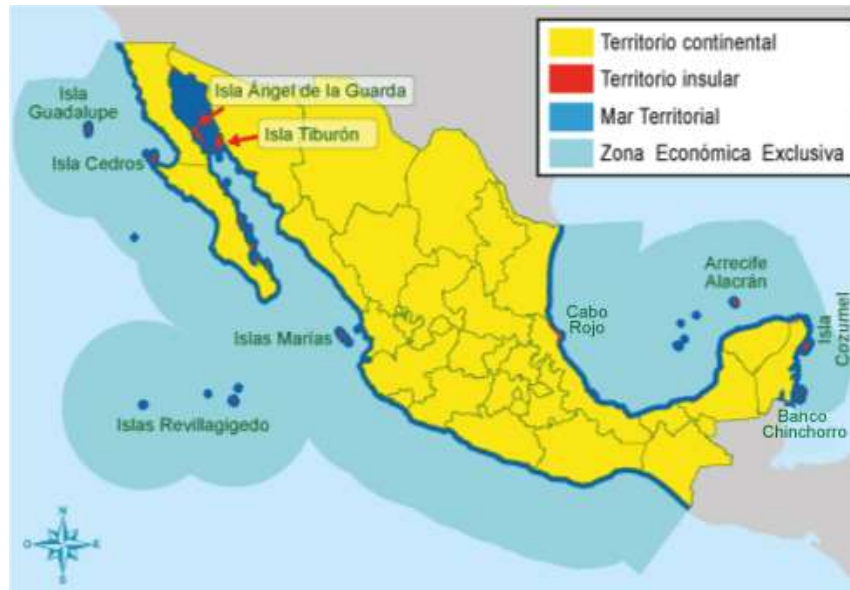 Territorio continental
Territorio insular
Mar Territorial
Zona Económica Exclusiva
Isla Ángel de la Guarda
Isla
Guadalupe
Isla Tiburón
Isla Cedros
Arrecife
Alacrán
Cabo
Rojo
Isla
Cozumel
Islas Marías
Islas Revillagigedo
Banco
Chinchorro
N
O
E
S